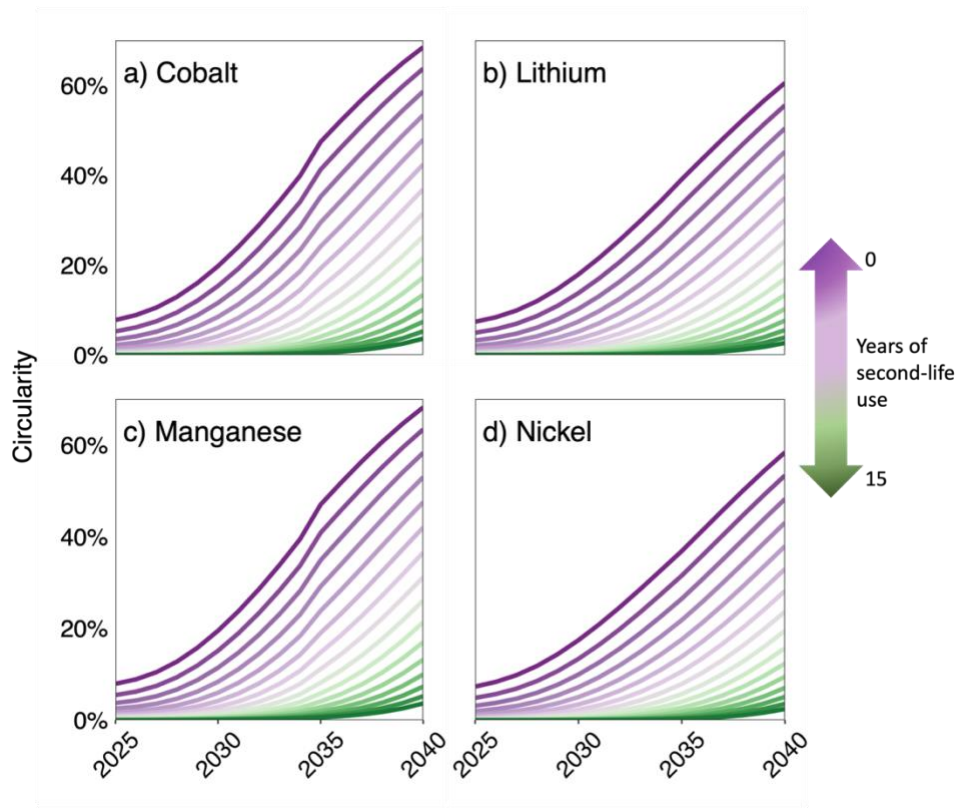 a) Cobalt
b) Lithium
60%
40%
20%
0%
c) Manganese
d) Nickel
60%
40%
20%
0%
Circularity
2025
2030
2035
2040
2025
2030
2035
2040
0
Years of
second-life
use
15